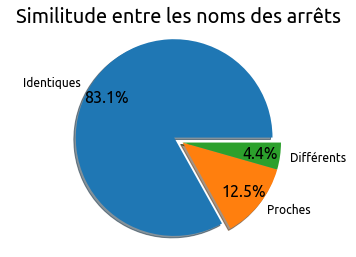 Similitude entre les noms des arrêts
Identiques
83.1%
4.4%
Différents
12.5%
Proches